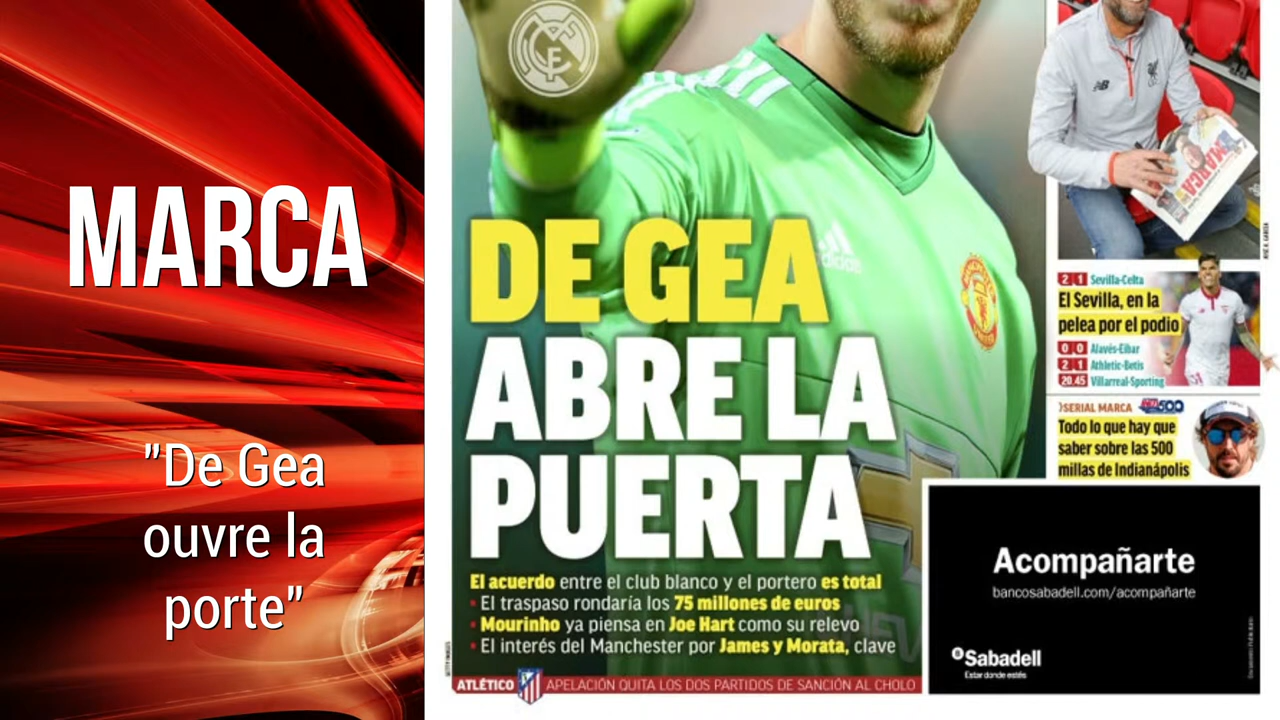 MARCA
"De Gea
ouvre la
porte"
DE GEA
ABRE LA
PUERTA
El acuerdo entre el club blanco y el portero es total
· El traspaso rondaría los 75 millones de euros
· Mourinho ya piensa en Joe Hart como su relevo
· El interés del Manchester por James y Morata, clave
ATLÉTICO APELACIÓN QUITA LOS DOS PARTIDOS DE SANCIÓN AL CHOLO
adidas
MARCA
2 1 Sevilla-Celta
El Sevilla, en la
pelea por el podio
0 0 Alavés-Eibar
2 1 Athletic-Betis
20.45 Villarreal-Sporting
SERIAL MARCA 500
Todo lo que hay que
saber sobre las 500
millas de Indianápolis
Acompañarte
bancosabadell.com/acompañarte
Sabadell
Estar donde estés